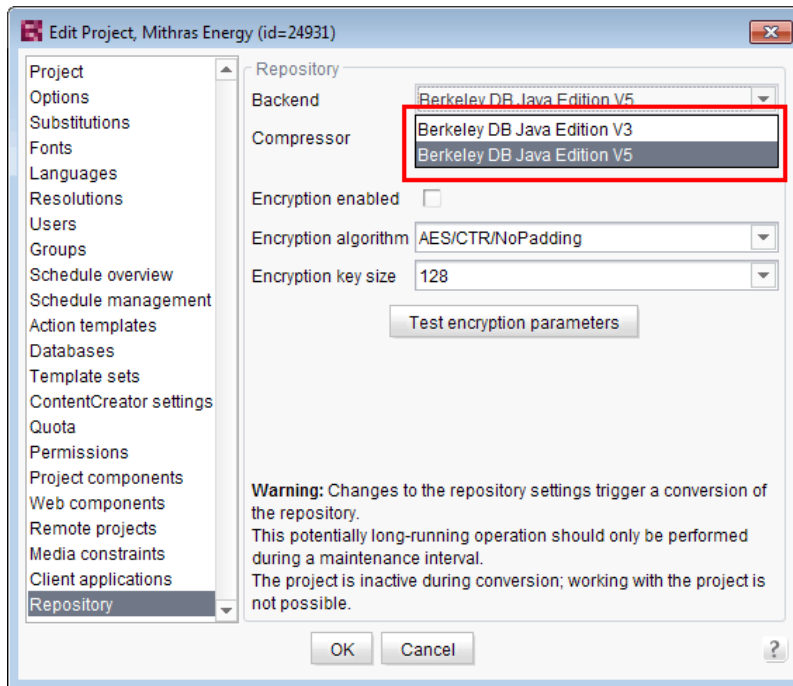 Edit Project, Mithras Energy (id=24931)
Project
Options
Substitutions
Fonts
Languages
Resolutions
Users
Groups
Schedule overview
Schedule management
Action templates
Databases
Template sets
ContentCreator settings
Quota
Permissions
Project components
Web components
Remote projects
Media constraints
Client applications
Repository
Repository
Backend Berkeley DB Java Edition V5
Berkeley DB Java Edition V3
Compressor
Berkeley DB Java Edition V5
Encryption enabled
Encryption algorithm AES/CTR/NoPadding
Encryption key size 128
Test encryption parameters
Warning: Changes to the repository settings trigger a conversion of
the repository.
This potentially long-running operation should only be performed
during a maintenance interval.
The project is inactive during conversion; working with the project is
not possible.
OK Cancel ?